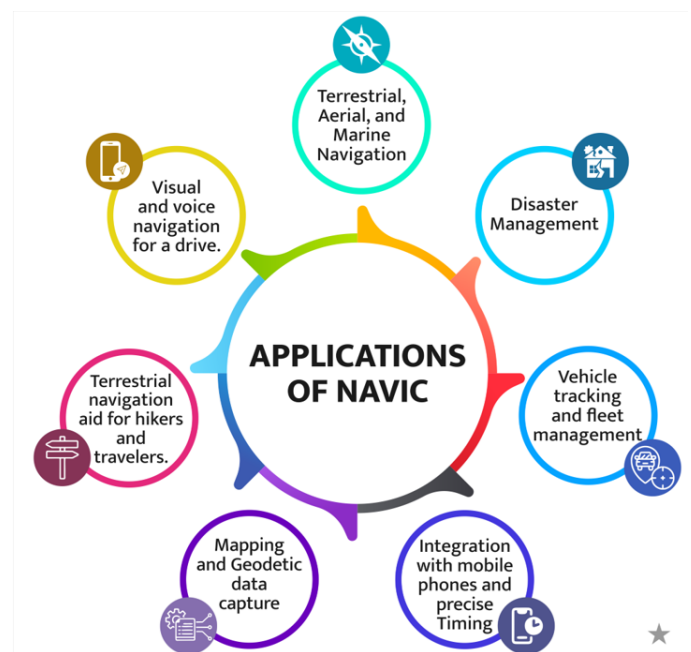 APPLICATIONS
OF NAVIC
Terrestrial,
Aerial, and
Marine
Navigation
Disaster
Management
Vehicle
tracking
and fleet
management
Integration
with mobile
phones and
precise
Timing
Mapping
and Geodetic
data
capture
Terrestrial
navigation
aid for hikers
and
travelers.
Visual
and voice
navigation
for a drive.